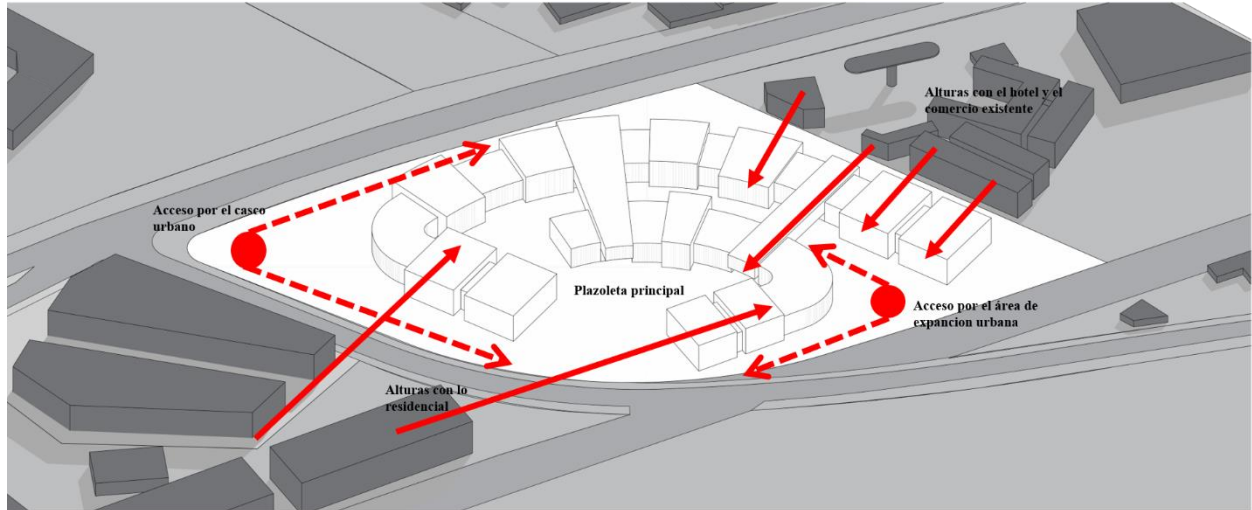 Alturas con el hotel y el
comercio existente
Acceso por el casco
urbano
Plazoleta principal
Acceso por el área de
expancion urbana
Alturas con lo
residencial